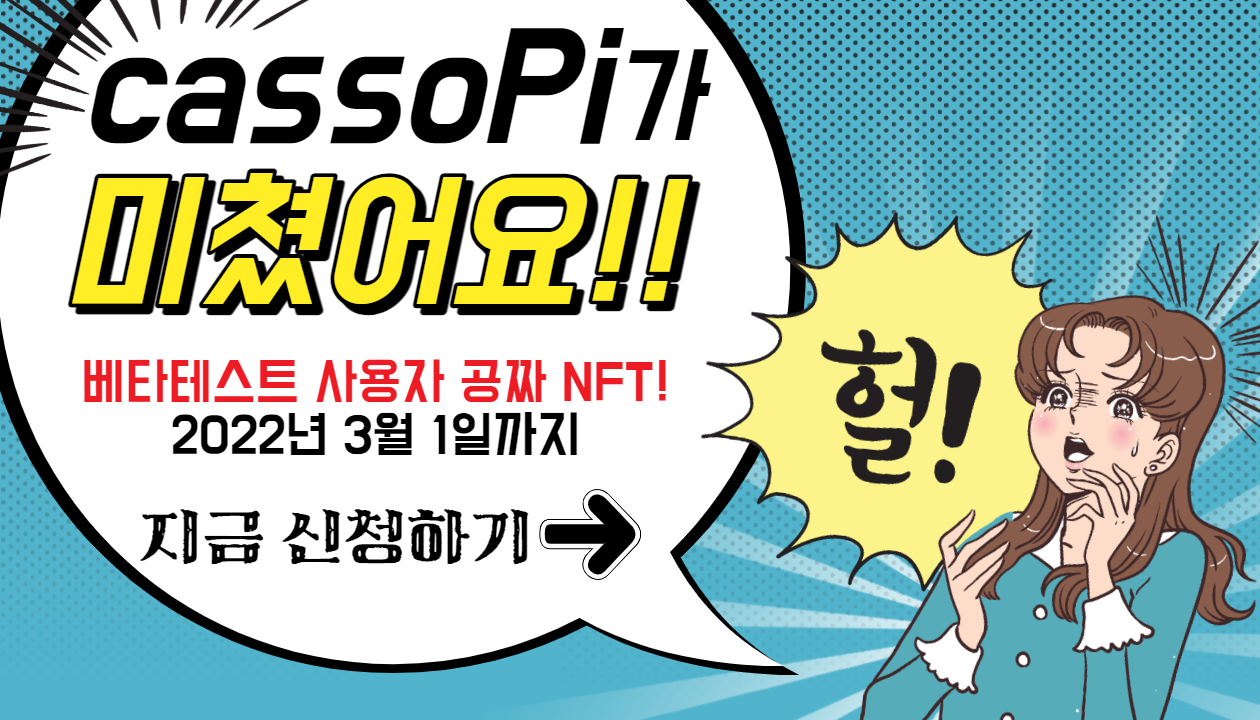 cassoPi가
미쳤어요!!
베타테스트 사용자 공짜 NFT!
2022년 3월 1일까지
지금 신청하기
헐!